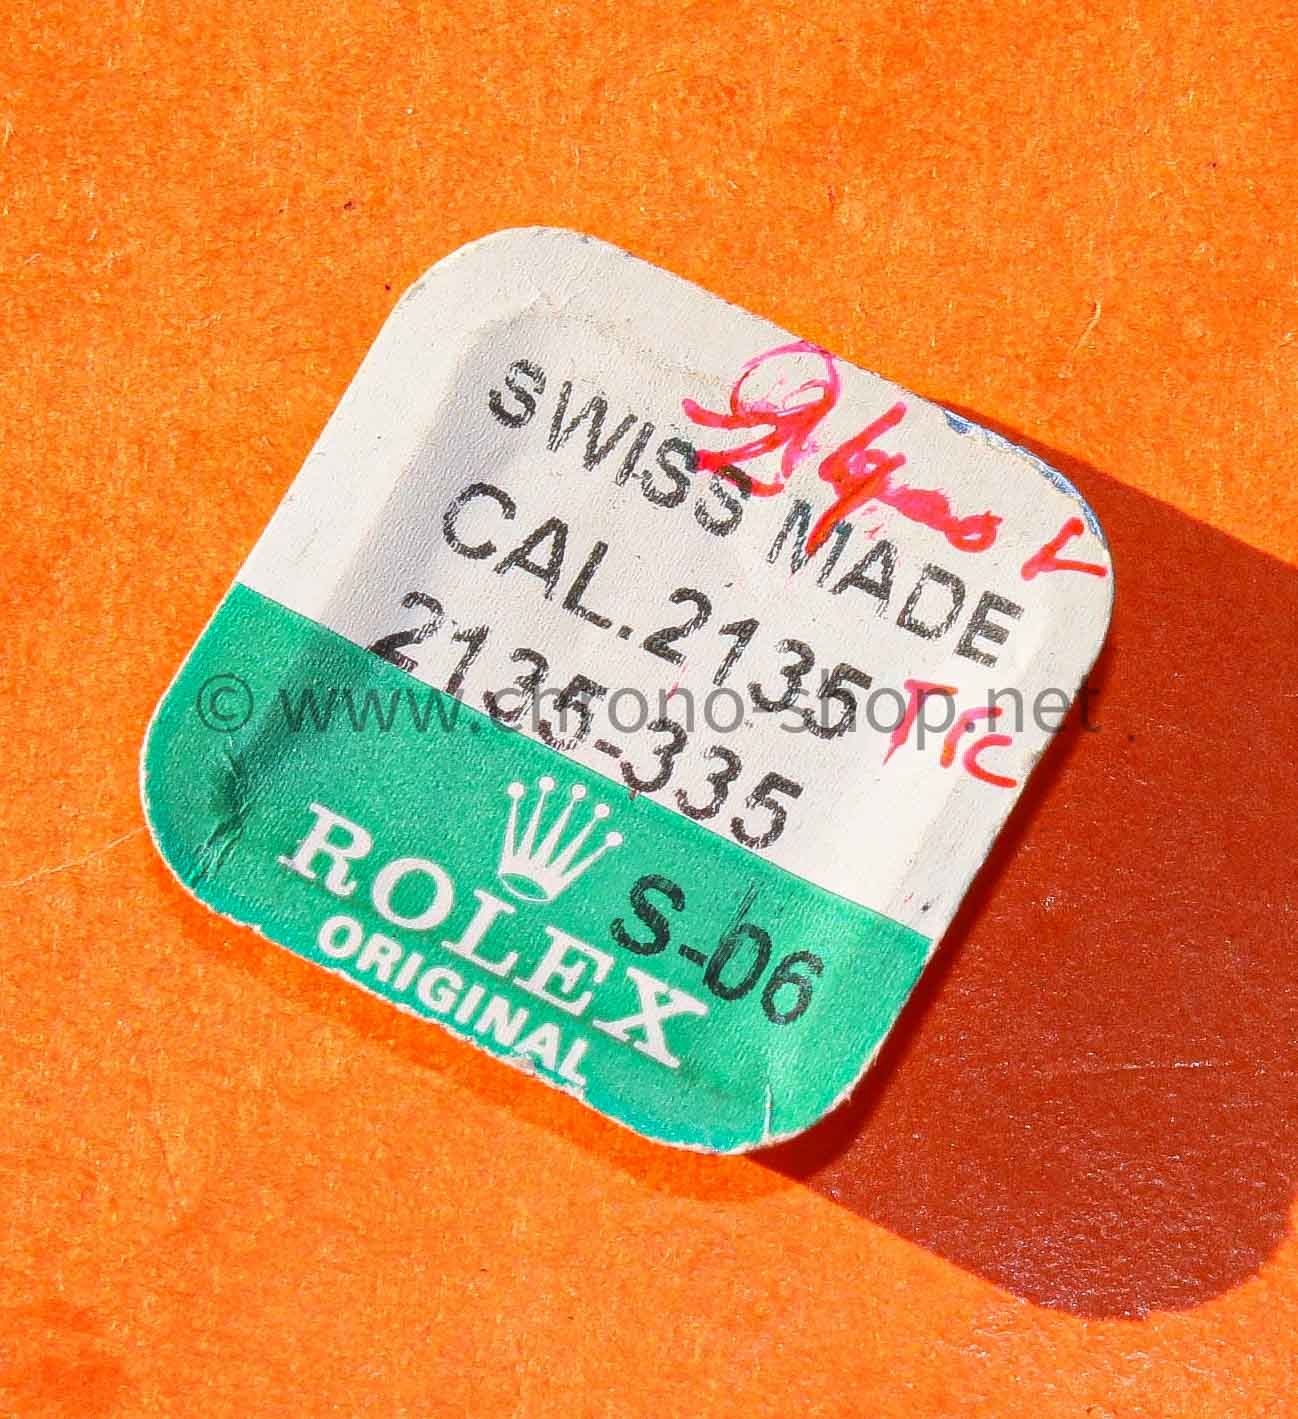 SWISS MADE
CAL.2135
2135-335
S-06
ROLEX
ORIGINAL
© www.chrono-shop.net